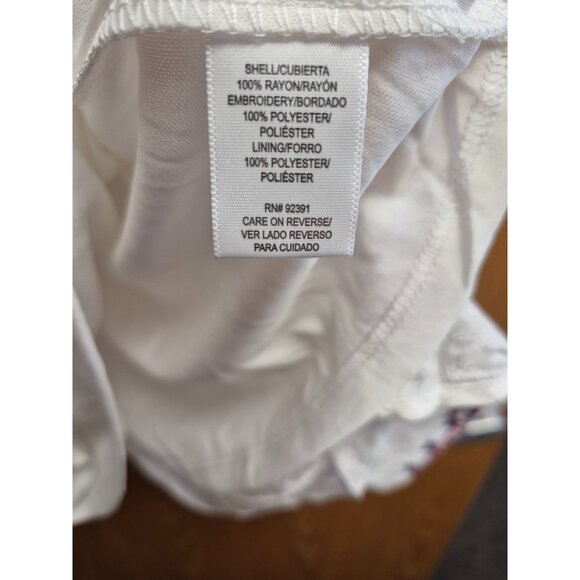 SHELL/CUBIERTA
100% RAYON/RAYÓN
EMBROIDERY/BORDADO
100% POLYESTER/
POLIÉSTER
LINING/FORRO
100% POLYESTER/
POLIÉSTER
RN# 92391
CARE ON REVERSE/
VER LADO REVERSO
PARA CUIDADO